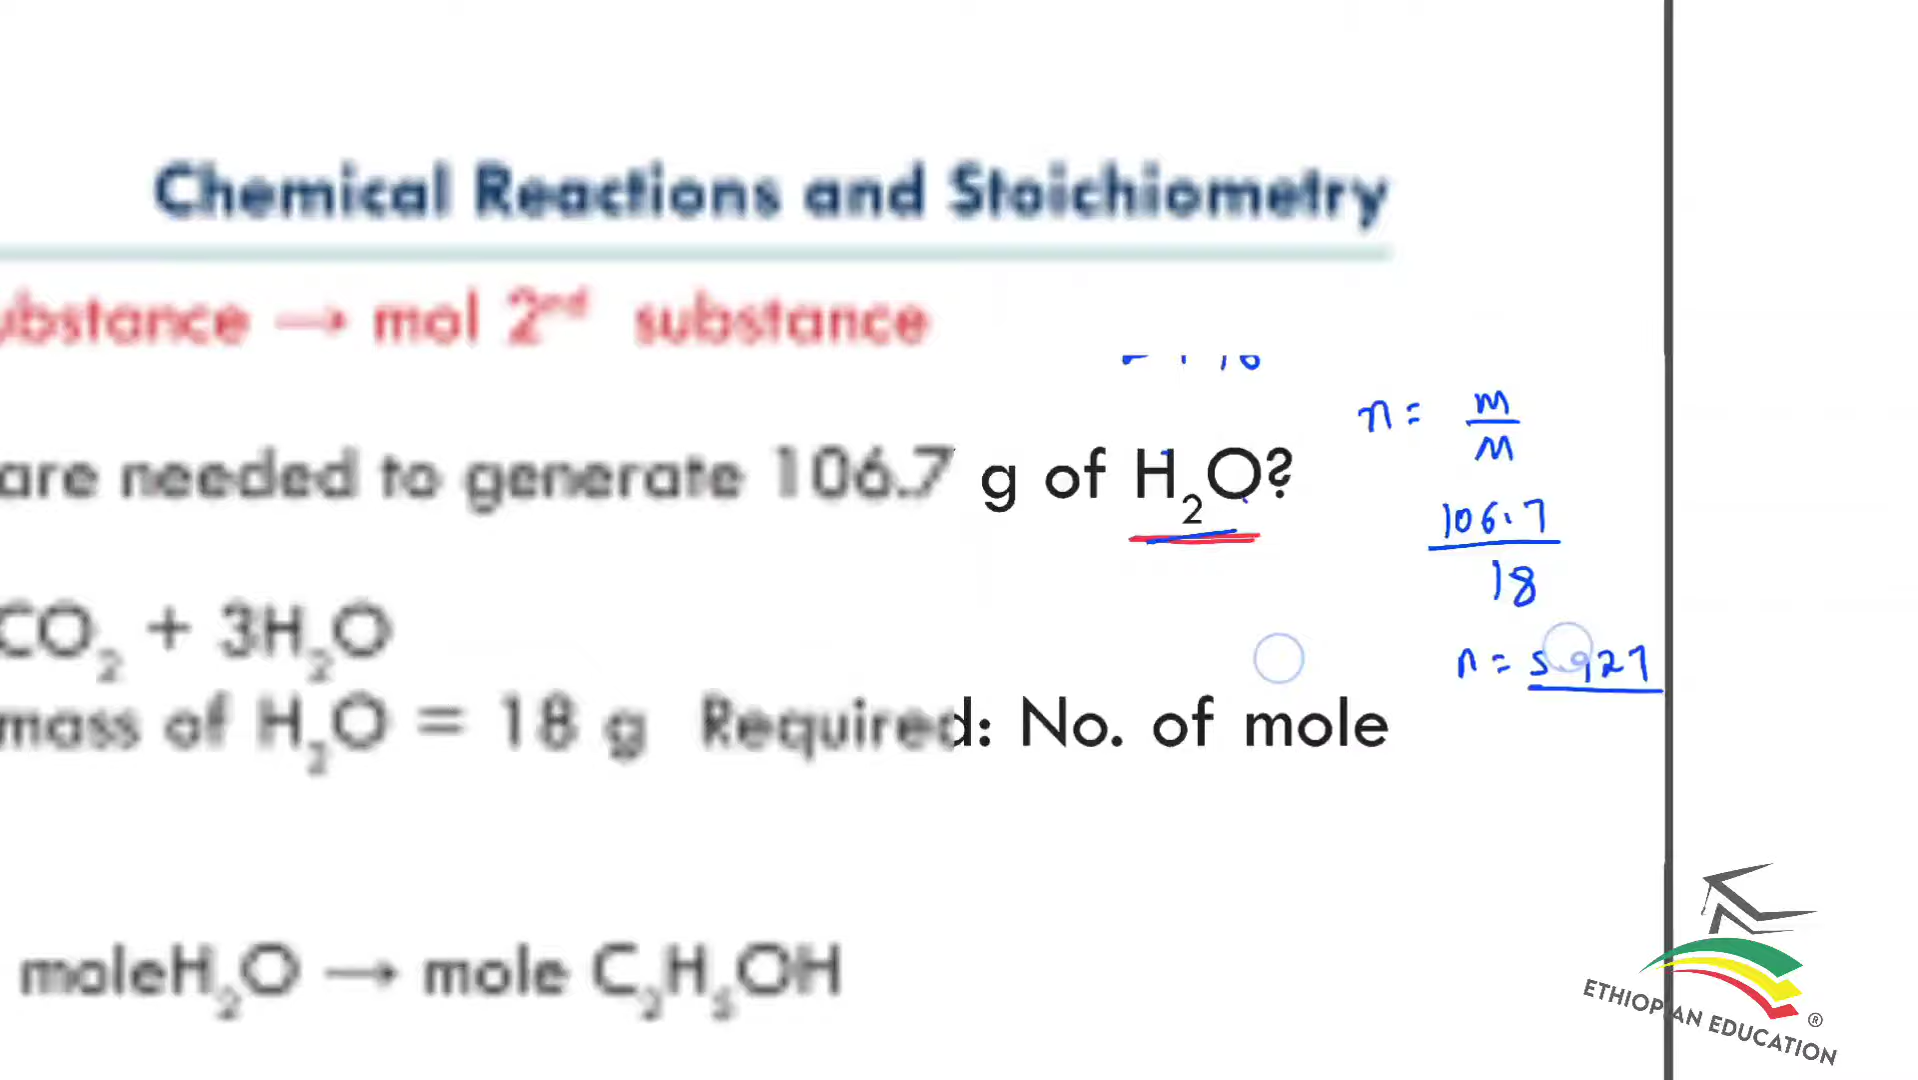 Chemical Reactions and Stoichiometry
substance → mol 2nd substance
n = m/M
are needed to generate 106.7 g of H₂O?
106.7
18
CO₂ + 3H₂O
n = 5.927
mass of H₂O = 18 g Required: No. of mole
moleH₂O → mole C₂H₅OH
ETHIOPIAN EDUCATION ®